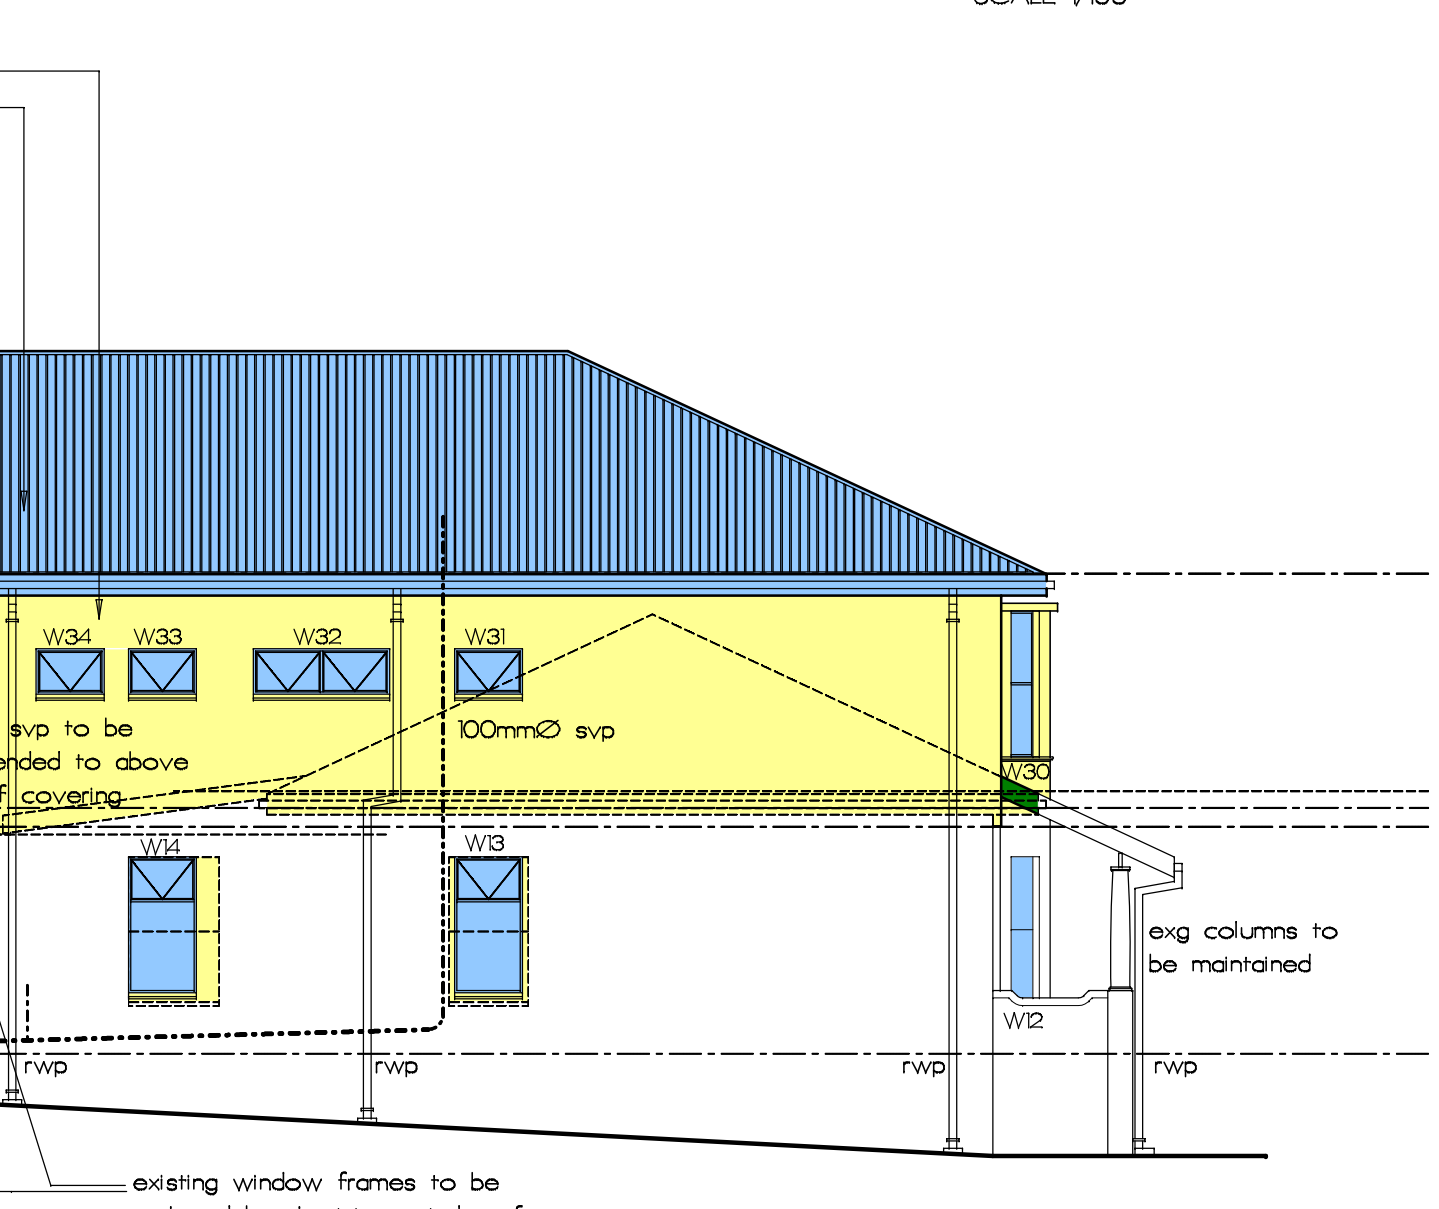 W34
W33
W32
W31
svp to be
ended to above
f covering
100mmØ svp
W30
W14
W13
exg columns to
be maintained
W12
rwp
rwp
rwp
rwp
existing window frames to be